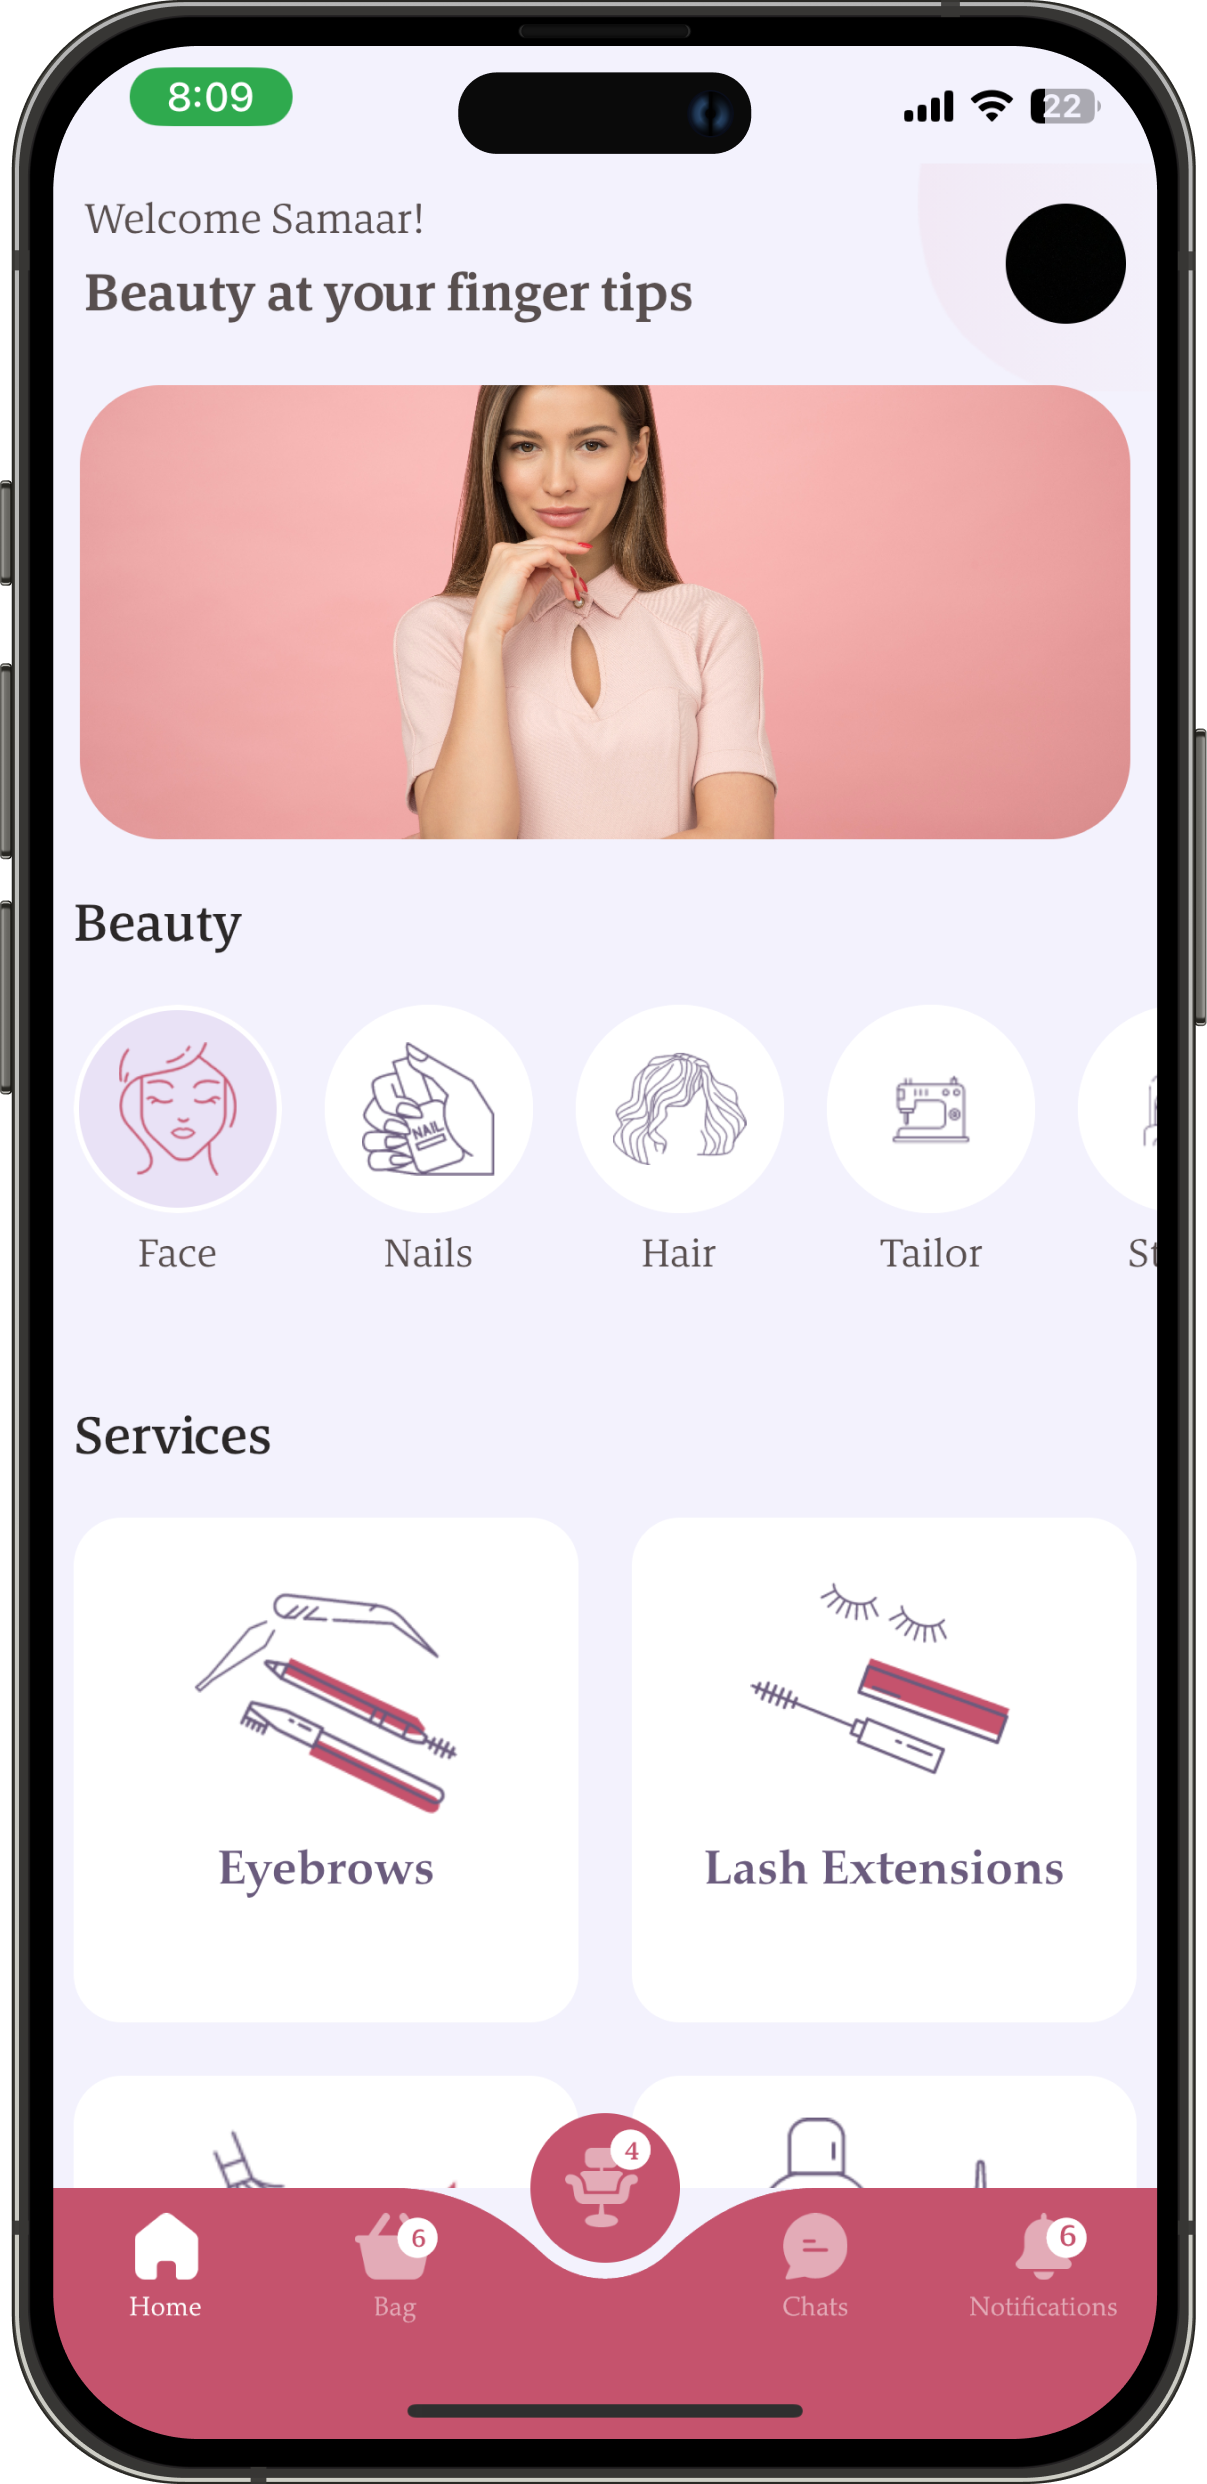 8:09
22
Welcome Samaar!
Beauty at your finger tips
Beauty
NAIL
Face Nails Hair Tailor
Services
Eyebrows Lash Extensions
4
6 6
Home Bag Chats Notifications